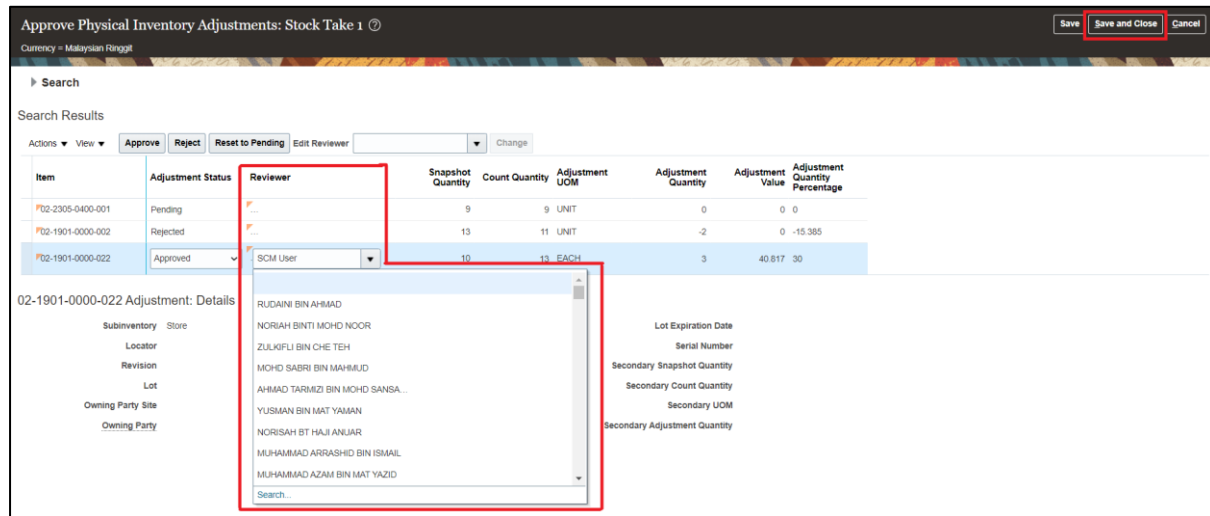 Approve Physical Inventory Adjustments: Stock Take 1
Save Save and Close Cancel
Currency = Malaysian Ringgit
Search
Search Results
Actions View Approve Reject Reset to Pending Edit Reviewer Change
Item Adjustment Status Reviewer Snapshot Quantity Count Quantity Adjustment UOM Adjustment Quantity Adjustment Value Adjustment Quantity Percentage
02-2305-0400-001 Pending ... 9 9 UNIT 0 0 0
02-1901-0000-002 Rejected ... 13 11 UNIT -2 0 -15.385
02-1901-0000-022 Approved SCM User 10 13 EACH 3 40.817 30
02-1901-0000-022 Adjustment: Details
Subinventory Store
Locator
Revision
Lot
Owning Party Site
Owning Party
RUDAINI BIN AHMAD
NORIAH BINTI MOHD NOOR
ZULKIFLI BIN CHE TEH
MOHD SABRI BIN MAHMUD
AHMAD TARMIZI BIN MOHD SANSA...
YUSMAN BIN MAT YAMAN
NORISAH BT HAJI ANUAR
MUHAMMAD ARRASHID BIN ISMAIL
MUHAMMAD AZAM BIN MAT YAZID
Search...
Lot Expiration Date
Serial Number
Secondary Snapshot Quantity
Secondary Count Quantity
Secondary UOM
Secondary Adjustment Quantity